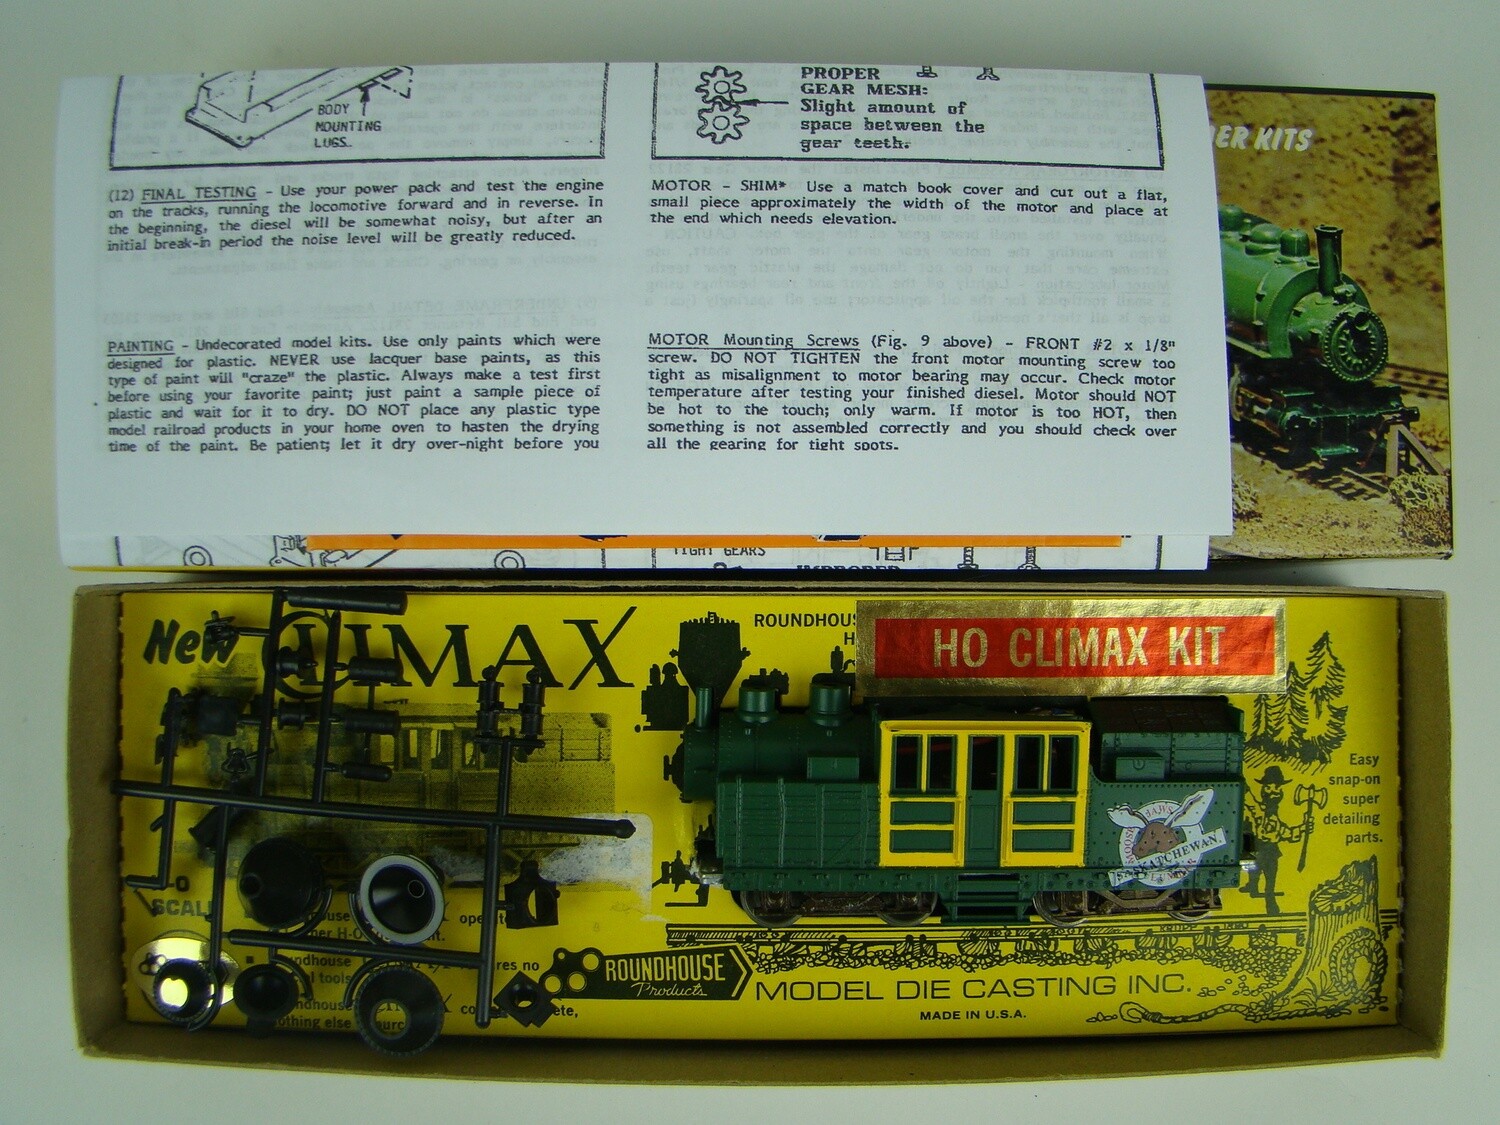 BODY
MOUNTING
LUGS.
PROPER
GEAR MESH:
Slight amount of
space between the
gear teeth.
(12) FINAL TESTING - Use your power pack and test the engine
on the tracks, running the locomotive forward and in reverse. In
the beginning, the diesel will be somewhat noisy, but after an
initial break-in period the noise level will be greatly reduced.
MOTOR - SHIM* Use a match book cover and cut out a flat,
small piece approximately the width of the motor and place at
the end which needs elevation.
PAINTING - Undecorated model kits. Use only paints which were
designed for plastic. NEVER use lacquer base paints, as this
type of paint will "craze" the plastic. Always make a test first
before using your favorite paint; just paint a sample piece of
plastic and wait for it to dry. DO NOT place any plastic type
model railroad products in your home oven to hasten the drying
time of the paint. Be patient; let it dry over-night before you
MOTOR Mounting Screws (Fig. 9 above) - FRONT #2 x 1/8"
screw. DO NOT TIGHTEN the front motor mounting screw too
tight as misalignment to motor bearing may occur. Check motor
temperature after testing your finished diesel. Motor should NOT
be hot to the touch; only warm. If motor is too HOT, then
something is not assembled correctly and you should check over
all the gearing for tight spots.
TIGHT GEARS
IMPROPER
ER KITS
New CLIMAX
ROUNDHOUS
H
HO CLIMAX KIT
Easy
snap-on
super
detailing
parts.
MOOSE JAWS
SASKATCHEWAN.
O
SCALE
ROUNDHOUSE
Products
MODEL DIE CASTING INC.
MADE IN U.S.A.